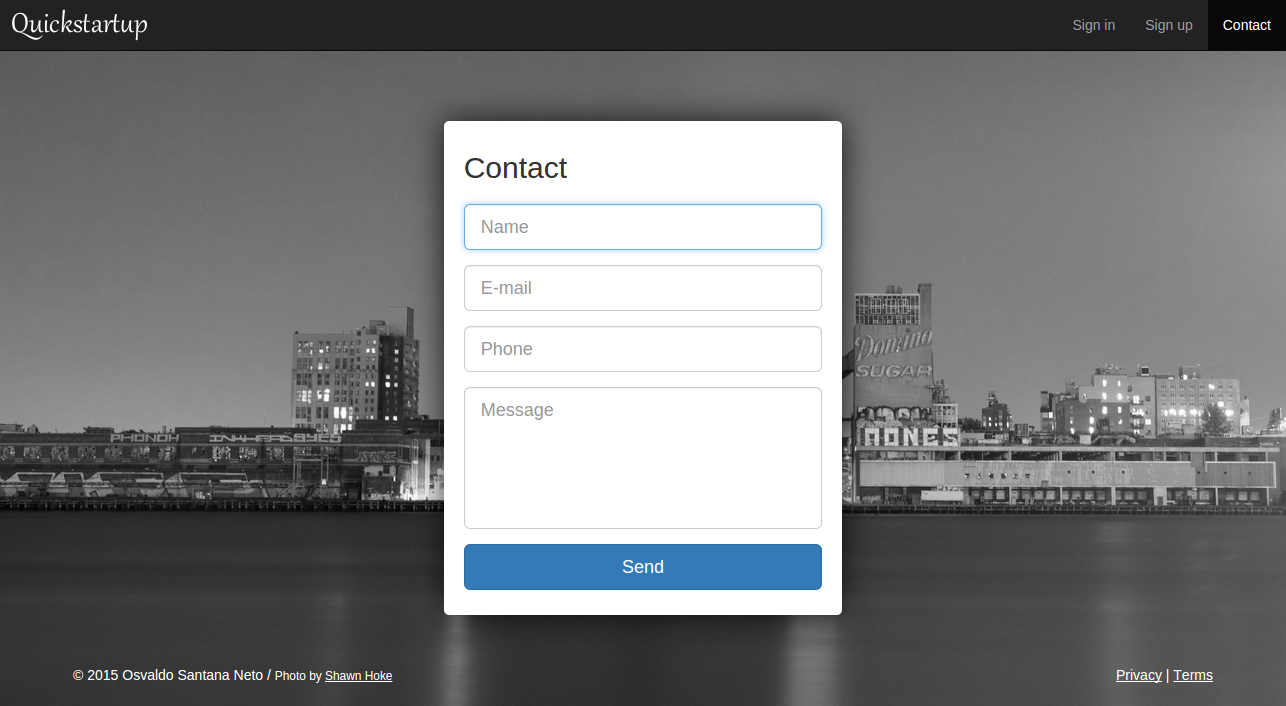 Quickstartup
Sign in
Sign up
Contact
Contact
Name
E-mail
Phone
Message
Send
Domino
SUGAR
MONES
© 2015 Osvaldo Santana Neto / Photo by Shawn Hoke
Privacy | Terms